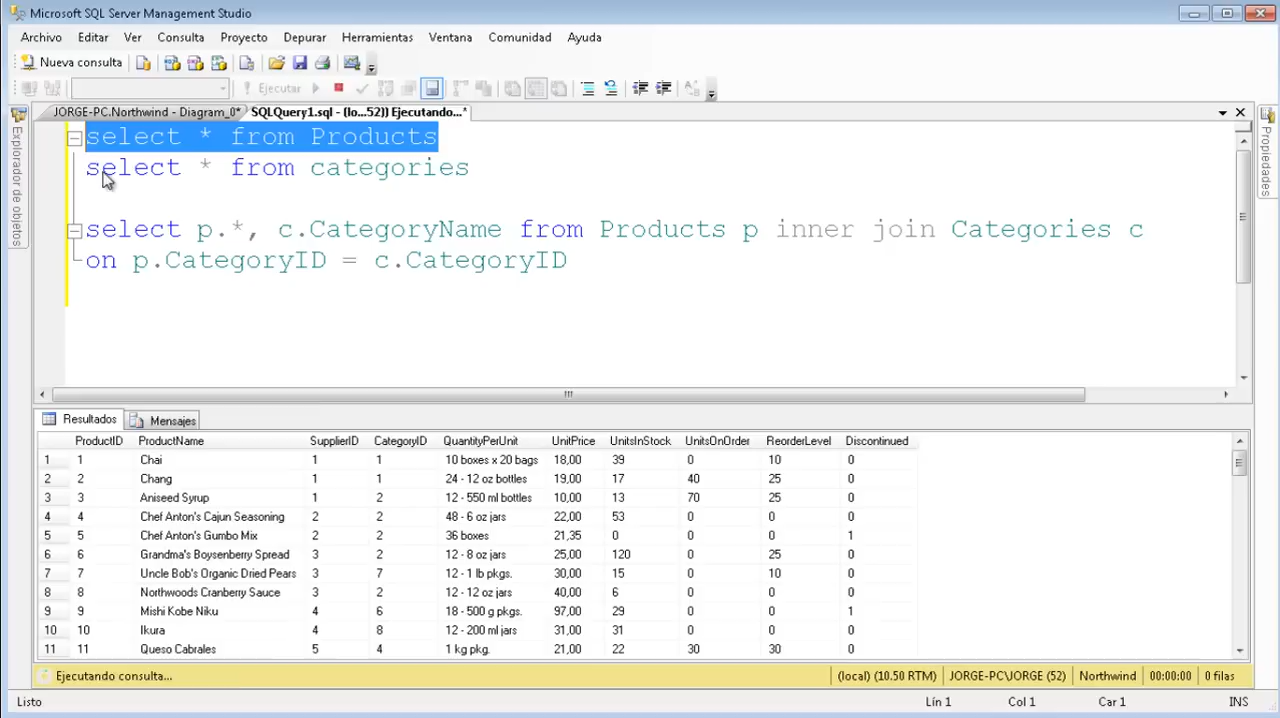 Microsoft SQL Server Management Studio
Archivo Editar Ver Consulta Proyecto Depurar Herramientas Ventana Comunidad Ayuda
Nueva consulta
Ejecutar
JORGE-PC.Northwind - Diagram_0* SQLQuery1.sql - (lo...52)) Ejecutando...*
Explorador de objetos
Propiedades
select * from Products
select * from categories
select p.*, c.CategoryName from Products p inner join Categories c
on p.CategoryID = c.CategoryID
Resultados Mensajes
ProductID ProductName SupplierID CategoryID QuantityPerUnit UnitPrice UnitsInStock UnitsOnOrder ReorderLevel Discontinued
1 1 Chai 1 1 10 boxes x 20 bags 18,00 39 0 10 0
2 2 Chang 1 1 24 - 12 oz bottles 19,00 17 40 25 0
3 3 Aniseed Syrup 1 2 12 - 550 ml bottles 10,00 13 70 25 0
4 4 Chef Anton's Cajun Seasoning 2 2 48 - 6 oz jars 22,00 53 0 0 0
5 5 Chef Anton's Gumbo Mix 2 2 36 boxes 21,35 0 0 0 1
6 6 Grandma's Boysenberry Spread 3 2 12 - 8 oz jars 25,00 120 0 25 0
7 7 Uncle Bob's Organic Dried Pears 3 7 12 - 1 lb pkgs. 30,00 15 0 10 0
8 8 Northwoods Cranberry Sauce 3 2 12 - 12 oz jars 40,00 6 0 0 0
9 9 Mishi Kobe Niku 4 6 18 - 500 g pkgs. 97,00 29 0 0 1
10 10 Ikura 4 8 12 - 200 ml jars 31,00 31 0 0 0
11 11 Queso Cabrales 5 4 1 kg pkg. 21,00 22 30 30 0
Ejecutando consulta... (local) (10.50 RTM) JORGE-PC\JORGE (52) Northwind 00:00:00 0 filas
Listo Lín 1 Col 1 Car 1 INS